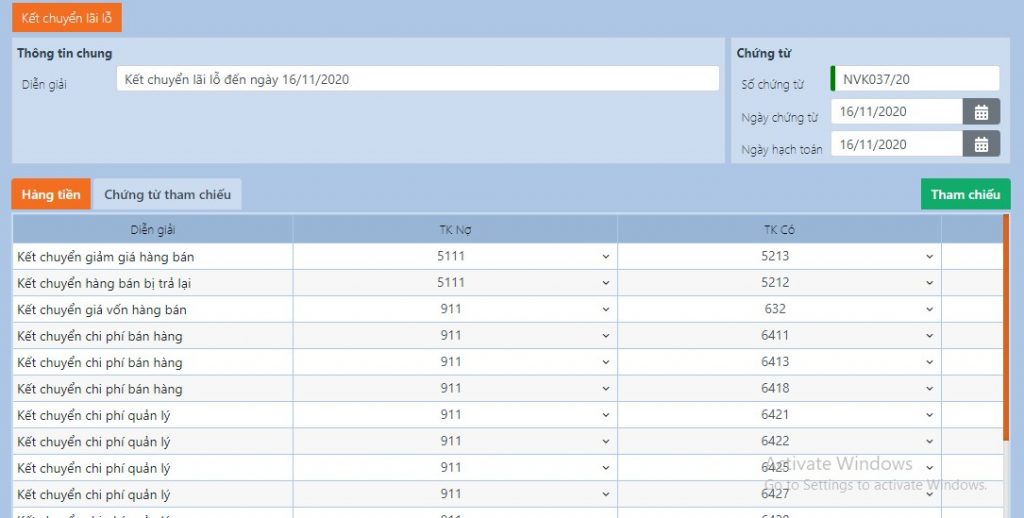 Kết chuyển lãi lỗ
Thông tin chung
Diễn giải Kết chuyển lãi lỗ đến ngày 16/11/2020
Chứng từ
Số chứng từ NVK037/20
Ngày chứng từ 16/11/2020
Ngày hạch toán 16/11/2020
Hàng tiền Chứng từ tham chiếu Tham chiếu
Diễn giải TK Nợ TK Có
Kết chuyển giảm giá hàng bán 5111 5213
Kết chuyển hàng bán bị trả lại 5111 5212
Kết chuyển giá vốn hàng bán 911 632
Kết chuyển chi phí bán hàng 911 6411
Kết chuyển chi phí bán hàng 911 6413
Kết chuyển chi phí bán hàng 911 6418
Kết chuyển chi phí quản lý 911 6421
Kết chuyển chi phí quản lý 911 6422
Kết chuyển chi phí quản lý 911 6425
Kết chuyển chi phí quản lý 911 6427
Activate Windows
Go to Settings to activate Windows.